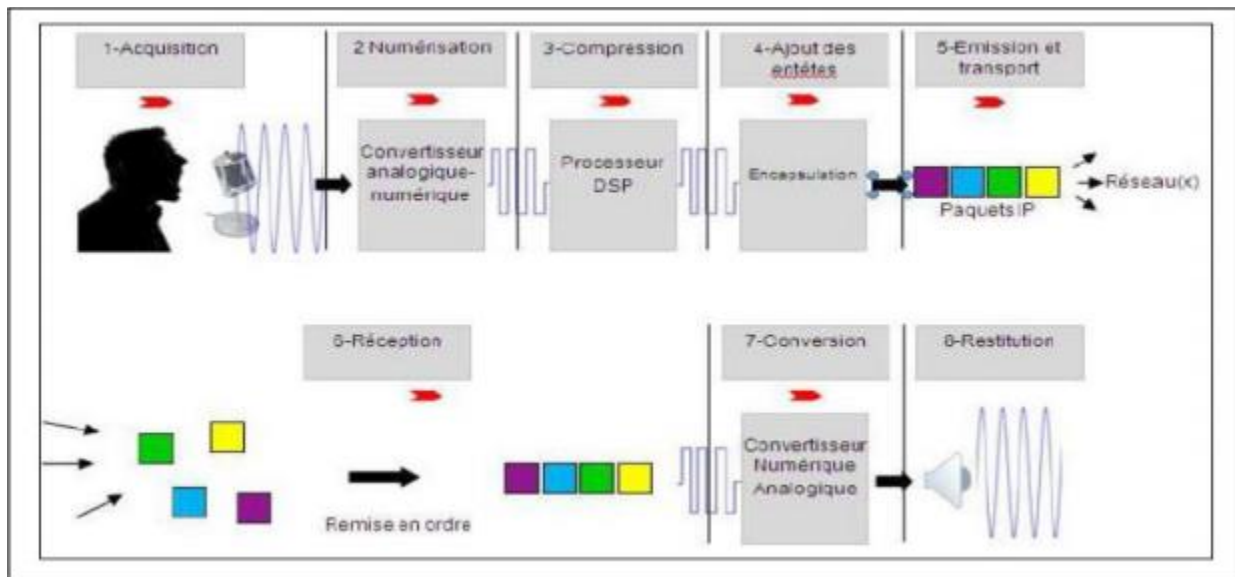 1-Acquisition
2 Numérisation
3-Compression
4-Ajout des
entétes
5-Emission et
transport
Convertisseur
analogique-
numérique
Processeur
DSP
Encapsulation
Réseau(x)
Paquets IP
6-Réception
7-Conversion
8-Restitution
Remise en ordre
Convertisseur
Numérique
Analogique